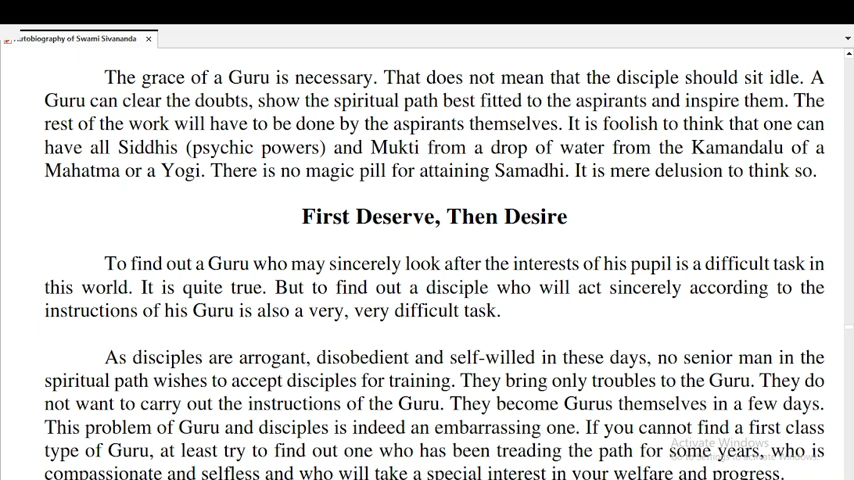 Autobiography of Swami Sivananda
The grace of a Guru is necessary. That does not mean that the disciple should sit idle. A
Guru can clear the doubts, show the spiritual path best fitted to the aspirants and inspire them. The
rest of the work will have to be done by the aspirants themselves. It is foolish to think that one can
have all Siddhis (psychic powers) and Mukti from a drop of water from the Kamandalu of a
Mahatma or a Yogi. There is no magic pill for attaining Samadhi. It is mere delusion to think so.
First Deserve, Then Desire
To find out a Guru who may sincerely look after the interests of his pupil is a difficult task in
this world. It is quite true. But to find out a disciple who will act sincerely according to the
instructions of his Guru is also a very, very difficult task.
As disciples are arrogant, disobedient and self-willed in these days, no senior man in the
spiritual path wishes to accept disciples for training. They bring only troubles to the Guru. They do
not want to carry out the instructions of the Guru. They become Gurus themselves in a few days.
This problem of Guru and disciples is indeed an embarrassing one. If you cannot find a first class
Activate Windows
type of Guru, at least try to find out one who has been treading the path for some years, who is
Go to Settings to activate Windows.
compassionate and selfless and who will take a special interest in your welfare and progress.